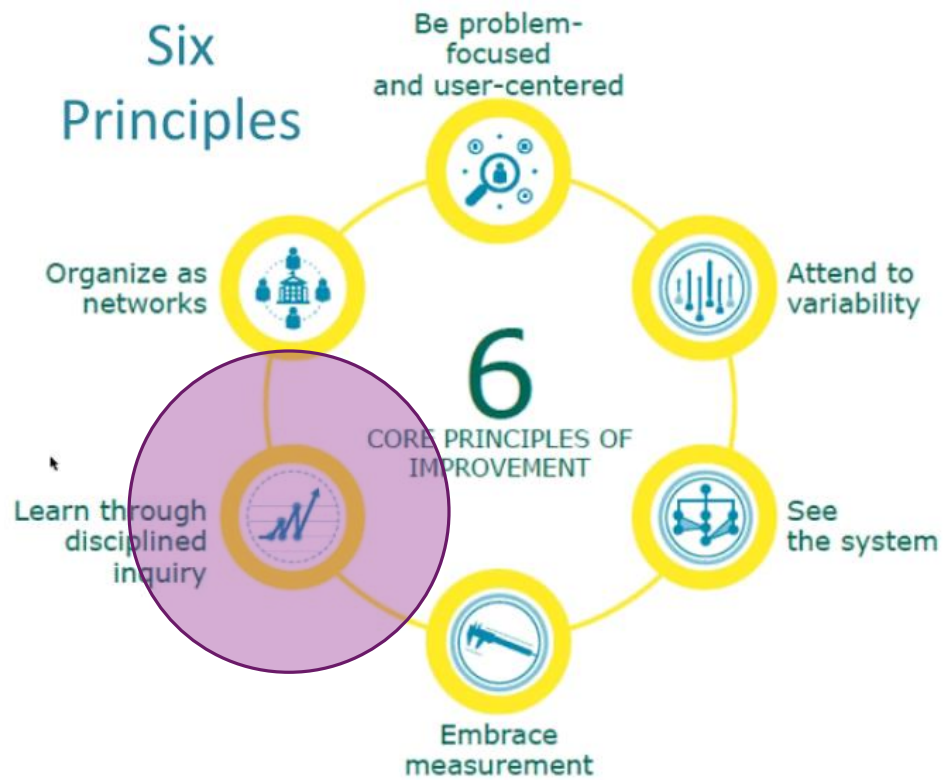 Six
Principles
Be problem-
focused
and user-centered
Attend to
variability
See
the system
Embrace
measurement
Learn through
disciplined
inquiry
Organize as
networks
6
CORE PRINCIPLES OF
IMPROVEMENT